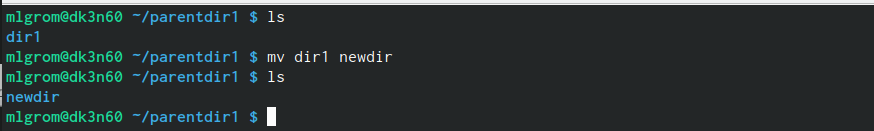 mlgrom@dk3n60 ~/parentdir1 $ ls
dir1
mlgrom@dk3n60 ~/parentdir1 $ mv dir1 newdir
mlgrom@dk3n60 ~/parentdir1 $ ls
newdir
mlgrom@dk3n60 ~/parentdir1 $